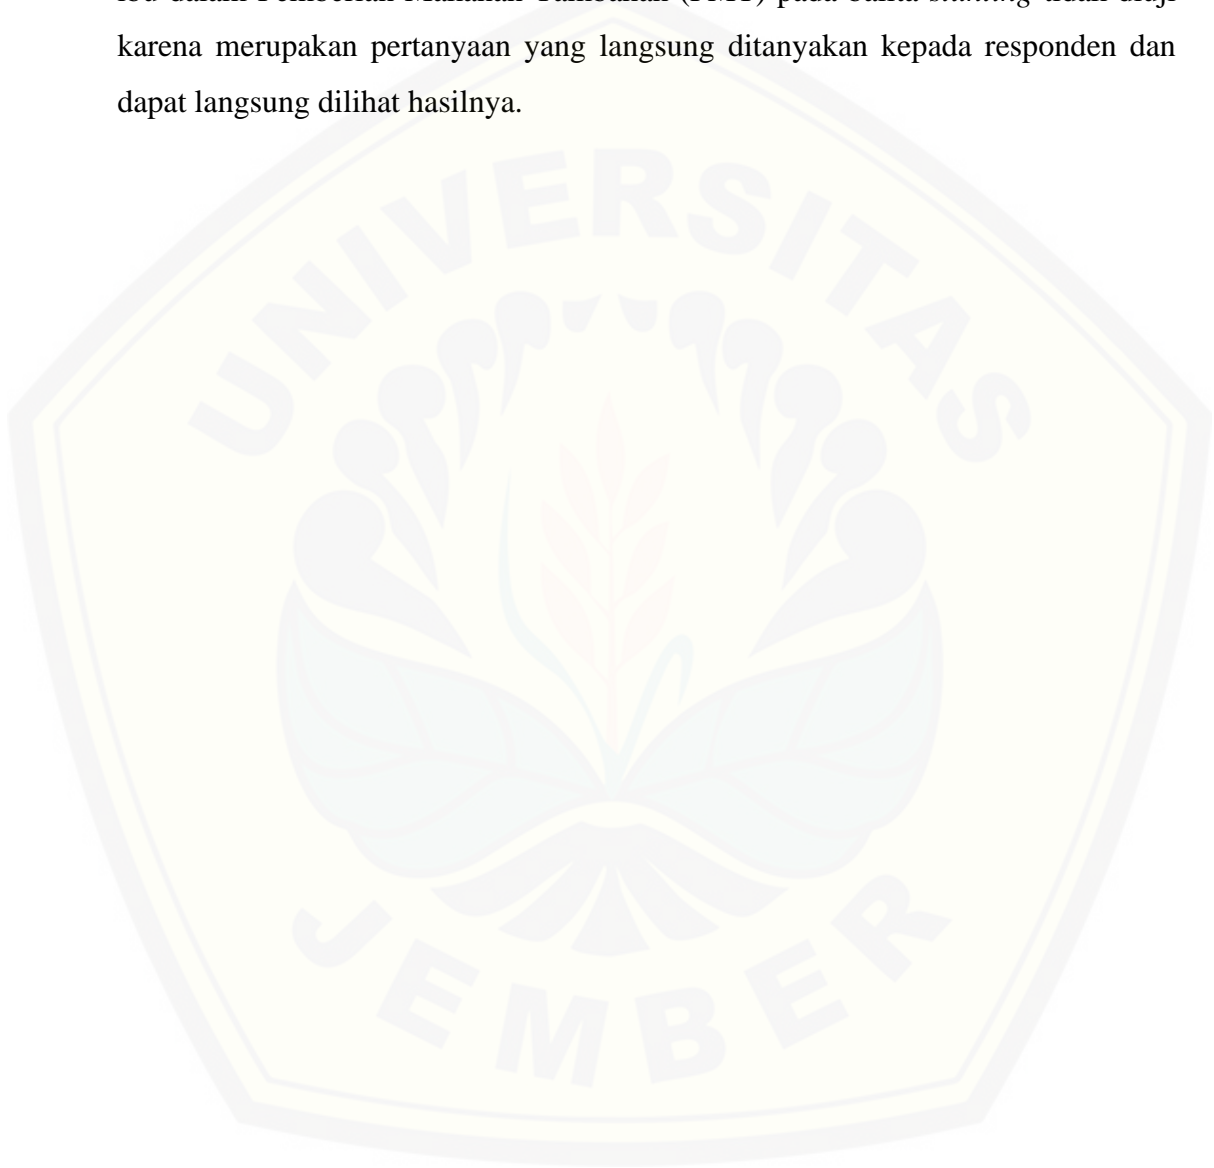 ibu dalam Pemberian Makanan Tambahan (PMT) pada balita stunting tidak diuji
karena merupakan pertanyaan yang langsung ditanyakan kepada responden dan
dapat langsung dilihat hasilnya.
UNIVERSITAS
JEMBER